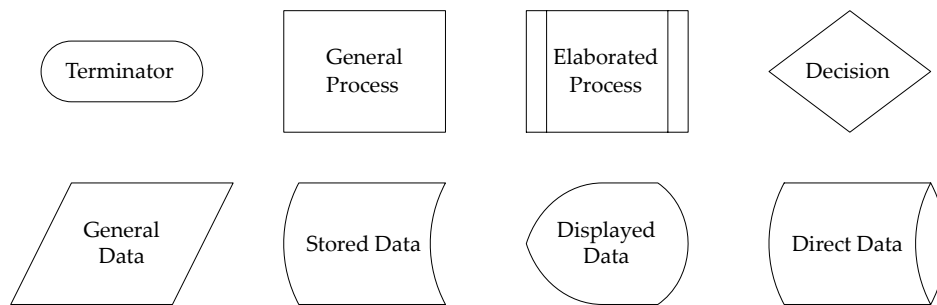 Terminator
General
Process
Elaborated
Process
Decision
General
Data
Stored Data
Displayed
Data
Direct Data